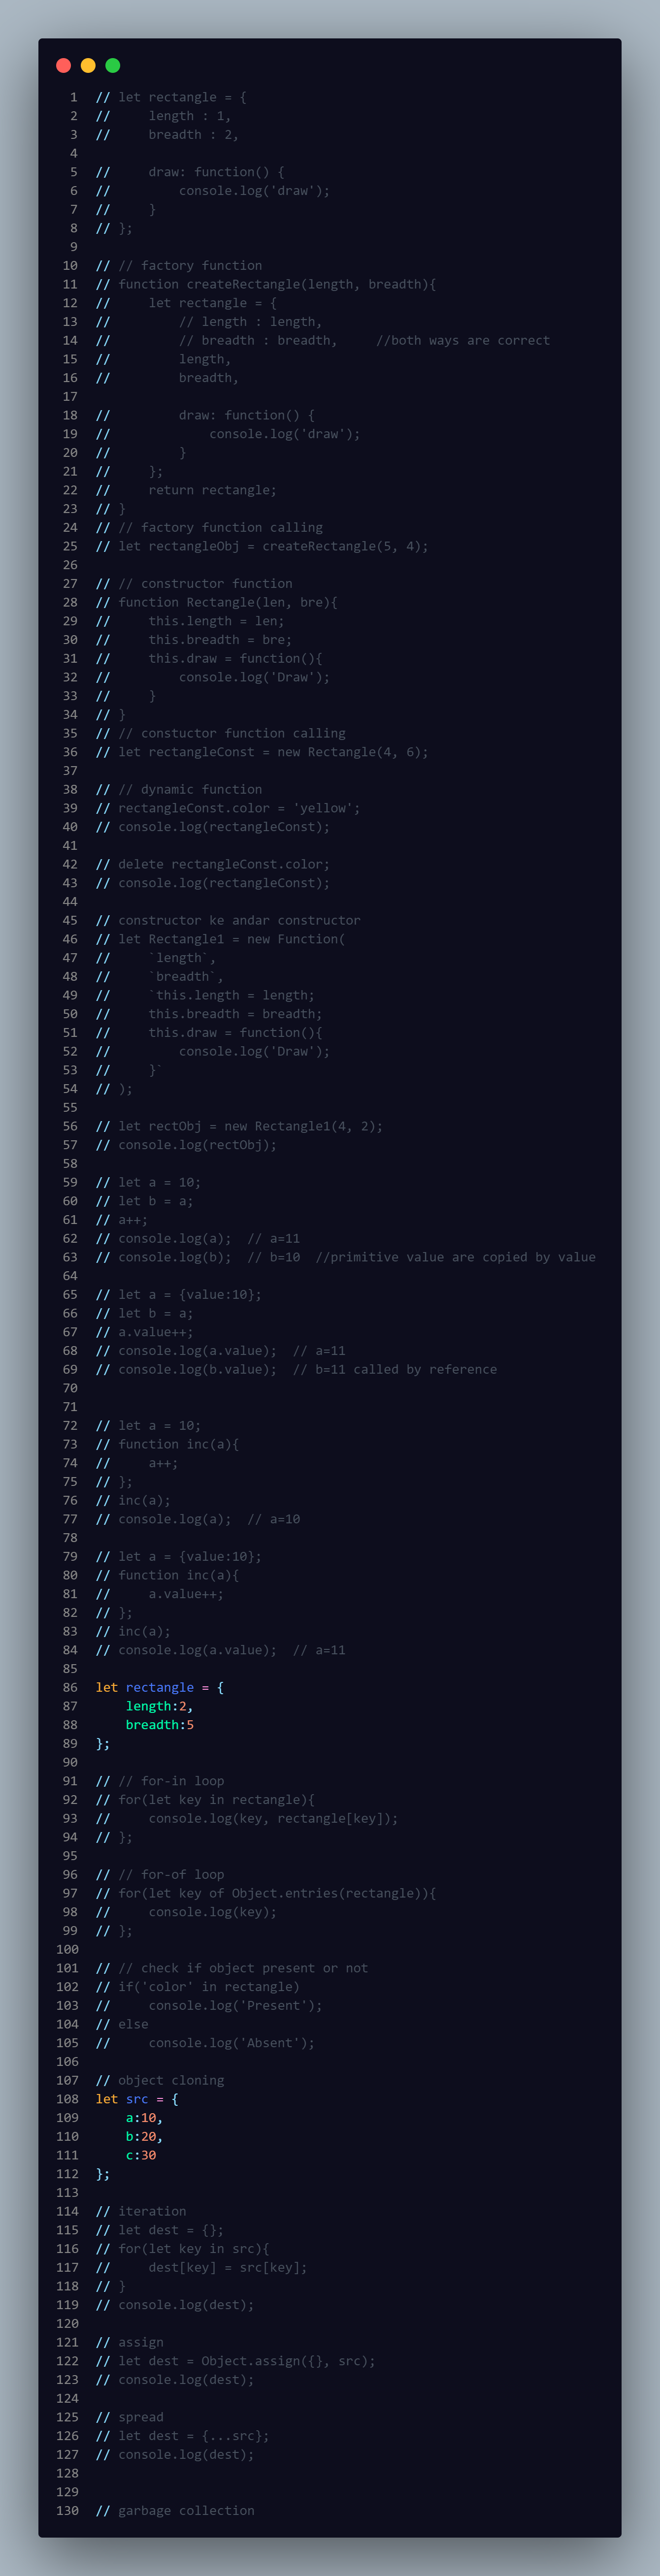 1 // let rectangle = {
2 //     length : 1,
3 //     breadth : 2,
4
5 //     draw: function() {
6 //         console.log('draw');
7 //     }
8 // };
9
10 // // factory function
11 // function createRectangle(length, breadth){
12 //     let rectangle = {
13 //         // length : length,
14 //         // breadth : breadth,     //both ways are correct
15 //         length,
16 //         breadth,
17
18 //         draw: function() {
19 //             console.log('draw');
20 //         }
21 //     };
22 //     return rectangle;
23 // }
24 // // factory function calling
25 // let rectangleObj = createRectangle(5, 4);
26
27 // // constructor function
28 // function Rectangle(len, bre){
29 //     this.length = len;
30 //     this.breadth = bre;
31 //     this.draw = function(){
32 //         console.log('Draw');
33 //     }
34 // }
35 // // constuctor function calling
36 // let rectangleConst = new Rectangle(4, 6);
37
38 // // dynamic function
39 // rectangleConst.color = 'yellow';
40 // console.log(rectangleConst);
41
42 // delete rectangleConst.color;
43 // console.log(rectangleConst);
44
45 // constructor ke andar constructor
46 // let Rectangle1 = new Function(
47 //     `length`,
48 //     `breadth`,
49 //     `this.length = length;
50 //     this.breadth = breadth;
51 //     this.draw = function(){
52 //         console.log('Draw');
53 //     }`
54 // );
55
56 // let rectObj = new Rectangle1(4, 2);
57 // console.log(rectObj);
58
59 // let a = 10;
60 // let b = a;
61 // a++;
62 // console.log(a);  // a=11
63 // console.log(b);  // b=10  //primitive value are copied by value
64
65 // let a = {value:10};
66 // let b = a;
67 // a.value++;
68 // console.log(a.value);  // a=11
69 // console.log(b.value);  // b=11 called by reference
70
71
72 // let a = 10;
73 // function inc(a){
74 //     a++;
75 // };
76 // inc(a);
77 // console.log(a);  // a=10
78
79 // let a = {value:10};
80 // function inc(a){
81 //     a.value++;
82 // };
83 // inc(a);
84 // console.log(a.value);  // a=11
85
86 let rectangle = {
87     length:2,
88     breadth:5
89 };
90
91 // // for-in loop
92 // for(let key in rectangle){
93 //     console.log(key, rectangle[key]);
94 // };
95
96 // // for-of loop
97 // for(let key of Object.entries(rectangle)){
98 //     console.log(key);
99 // };
100
101 // // check if object present or not
102 // if('color' in rectangle)
103 //     console.log('Present');
104 // else
105 //     console.log('Absent');
106
107 // object cloning
108 let src = {
109     a:10,
110     b:20,
111     c:30
112 };
113
114 // iteration
115 // let dest = {};
116 // for(let key in src){
117 //     dest[key] = src[key];
118 // }
119 // console.log(dest);
120
121 // assign
122 // let dest = Object.assign({}, src);
123 // console.log(dest);
124
125 // spread
126 // let dest = {...src};
127 // console.log(dest);
128
129
130 // garbage collection